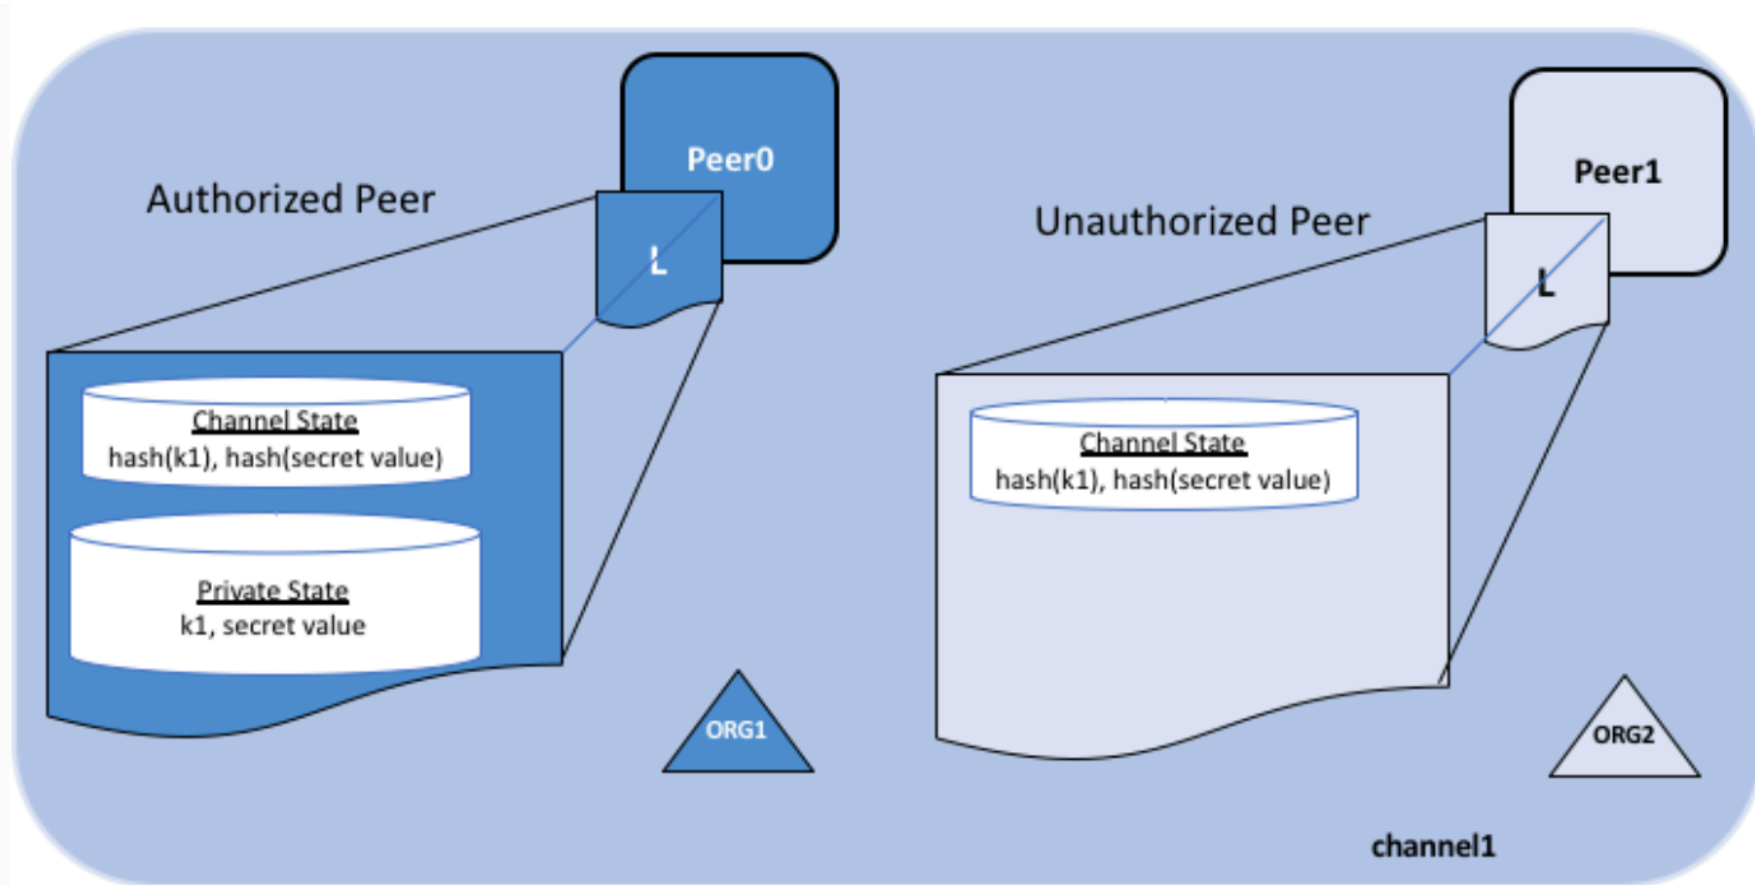 Peer0
Authorized Peer
L
Channel State
hash(k1), hash(secret value)
Private State
k1, secret value
ORG1
Peer1
Unauthorized Peer
L
Channel State
hash(k1), hash(secret value)
ORG2
channel1